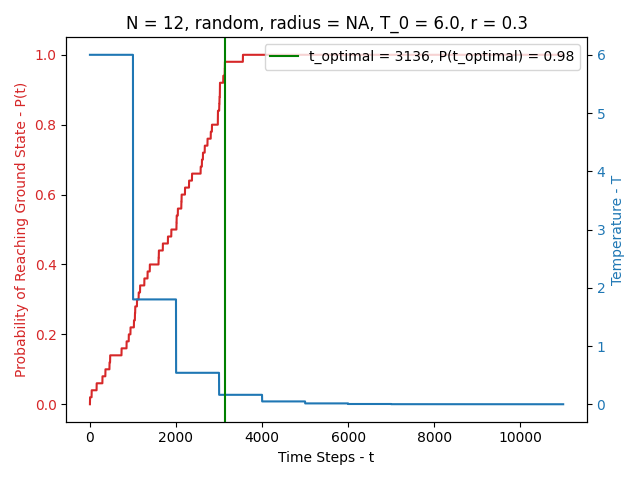 N = 12, random, radius = NA, T_0 = 6.0, r = 0.3
t_optimal = 3136, P(t_optimal) = 0.98
Probability of Reaching Ground State - P(t)
1.0
0.8
0.6
0.4
0.2
0.0
6
5
4
3
2
1
0
Temperature - T
0 2000 4000 6000 8000 10000
Time Steps - t